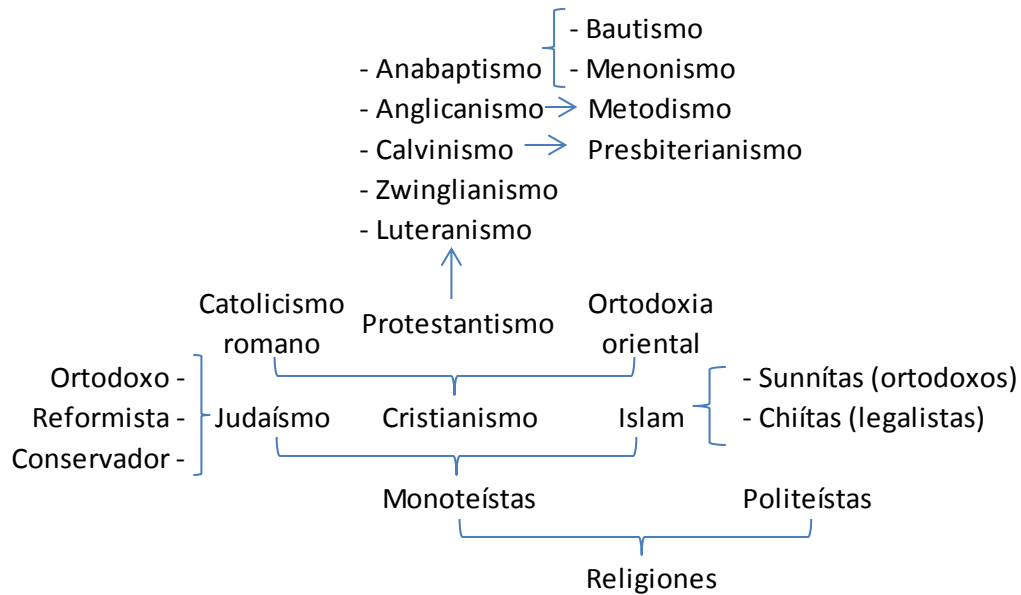 - Bautismo
- Anabaptismo
- Menonismo
- Anglicanismo
Metodismo
- Calvinismo
Presbiterianismo
- Zwinglianismo
- Luteranismo
Catolicismo
romano
Protestantismo
Ortodoxia
oriental
Ortodoxo -
Reformista -
Conservador -
Judaísmo
Cristianismo
Islam
- Sunnítas (ortodoxos)
- Chiítas (legalistas)
Monoteístas
Politeístas
Religiones